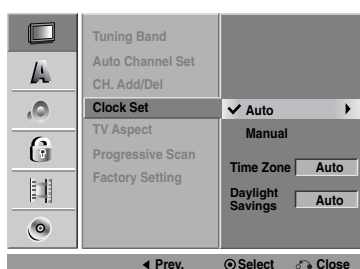 Tuning Band
Auto Channel Set
CH. Add/Del
Clock Set
TV Aspect
Progressive Scan
Factory Setting
Auto
Manual
Time Zone Auto
Daylight Savings Auto
Prev. Select Close